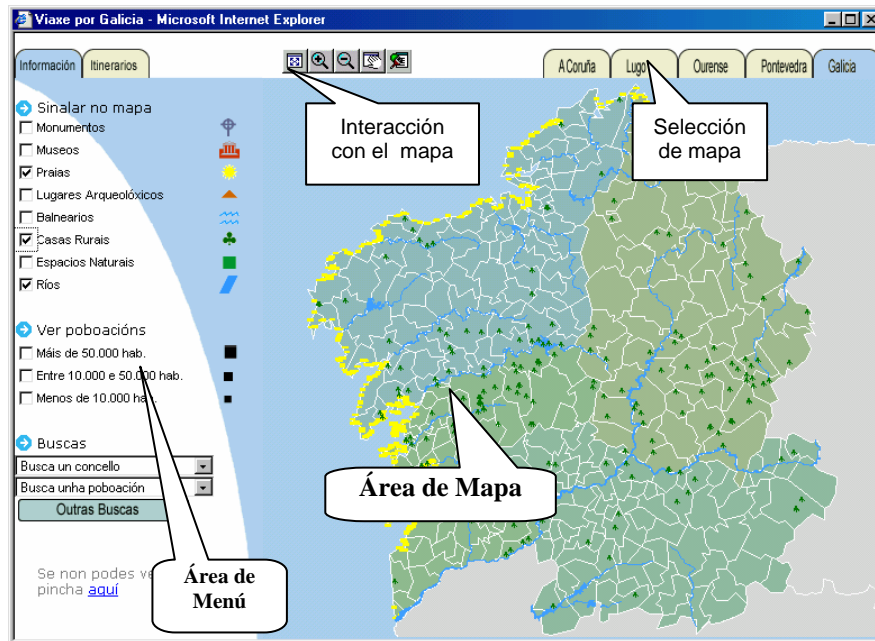 Viaxe por Galicia - Microsoft Internet Explorer
Información
Itinerarios
A Coruña
Lugo
Ourense
Pontevedra
Galicia
Interacción
con el mapa
Selección
de mapa
Sinalar no mapa
Monumentos
Museos
Praias
Lugares Arqueolóxicos
Balnearios
Casas Rurais
Espacios Naturais
Ríos
Ver poboacións
Máis de 50.000 hab.
Entre 10.000 e 50.000 hab.
Menos de 10.000 hab.
Buscas
Busca un concello
Busca unha poboación
Outras Buscas
Área de Mapa
Se non podes ve
pincha aquí
Área de
Menú